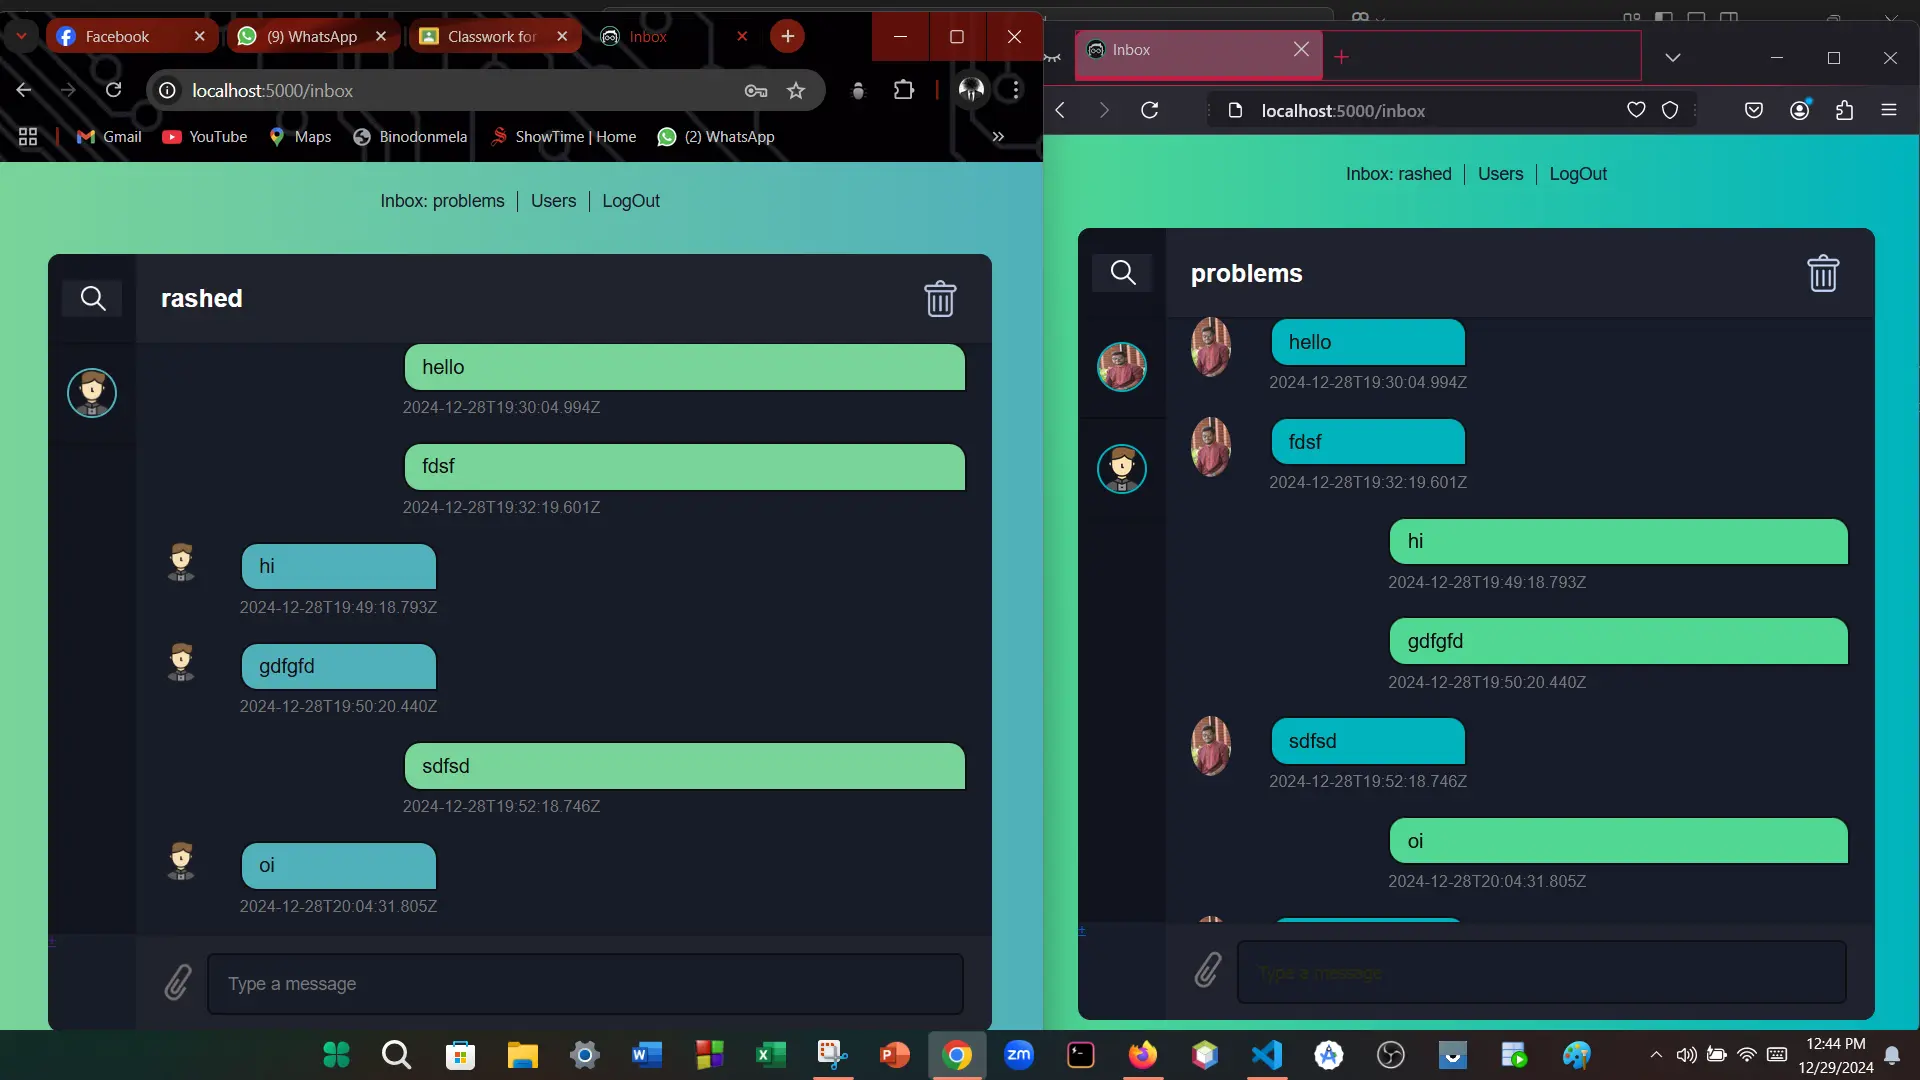 Facebook
(9) WhatsApp
Classwork for
Inbox
localhost:5000/inbox
Gmail
YouTube
Maps
Binodonmela
ShowTime | Home
(2) WhatsApp
Inbox: problems
Users
LogOut
rashed
hello
2024-12-28T19:30:04.994Z
fdsf
2024-12-28T19:32:19.601Z
hi
2024-12-28T19:49:18.793Z
gdfgfd
2024-12-28T19:50:20.440Z
sdfsd
2024-12-28T19:52:18.746Z
oi
2024-12-28T20:04:31.805Z
+
Type a message
Inbox
localhost:5000/inbox
Inbox: rashed
Users
LogOut
problems
hello
2024-12-28T19:30:04.994Z
fdsf
2024-12-28T19:32:19.601Z
hi
2024-12-28T19:49:18.793Z
gdfgfd
2024-12-28T19:50:20.440Z
sdfsd
2024-12-28T19:52:18.746Z
oi
2024-12-28T20:04:31.805Z
+
Type a message
zm
12:44 PM
12/29/2024